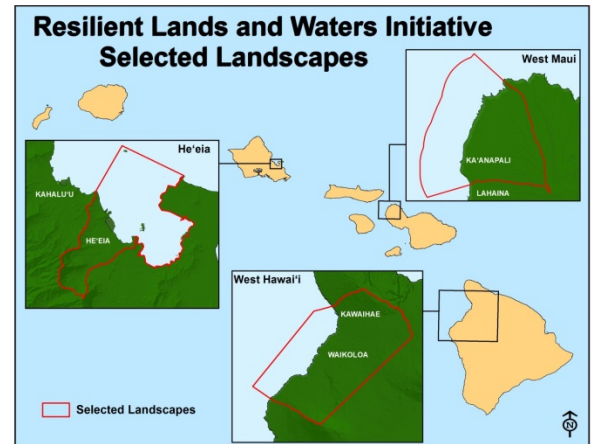 Resilient Lands and Waters Initiative
Selected Landscapes
West Maui
KA'ANAPALI
LAHAINA
He'eia
KAHALU'U
HE'EIA
West Hawai'i
KAWAIHAE
WAIKOLOA
Selected Landscapes
N